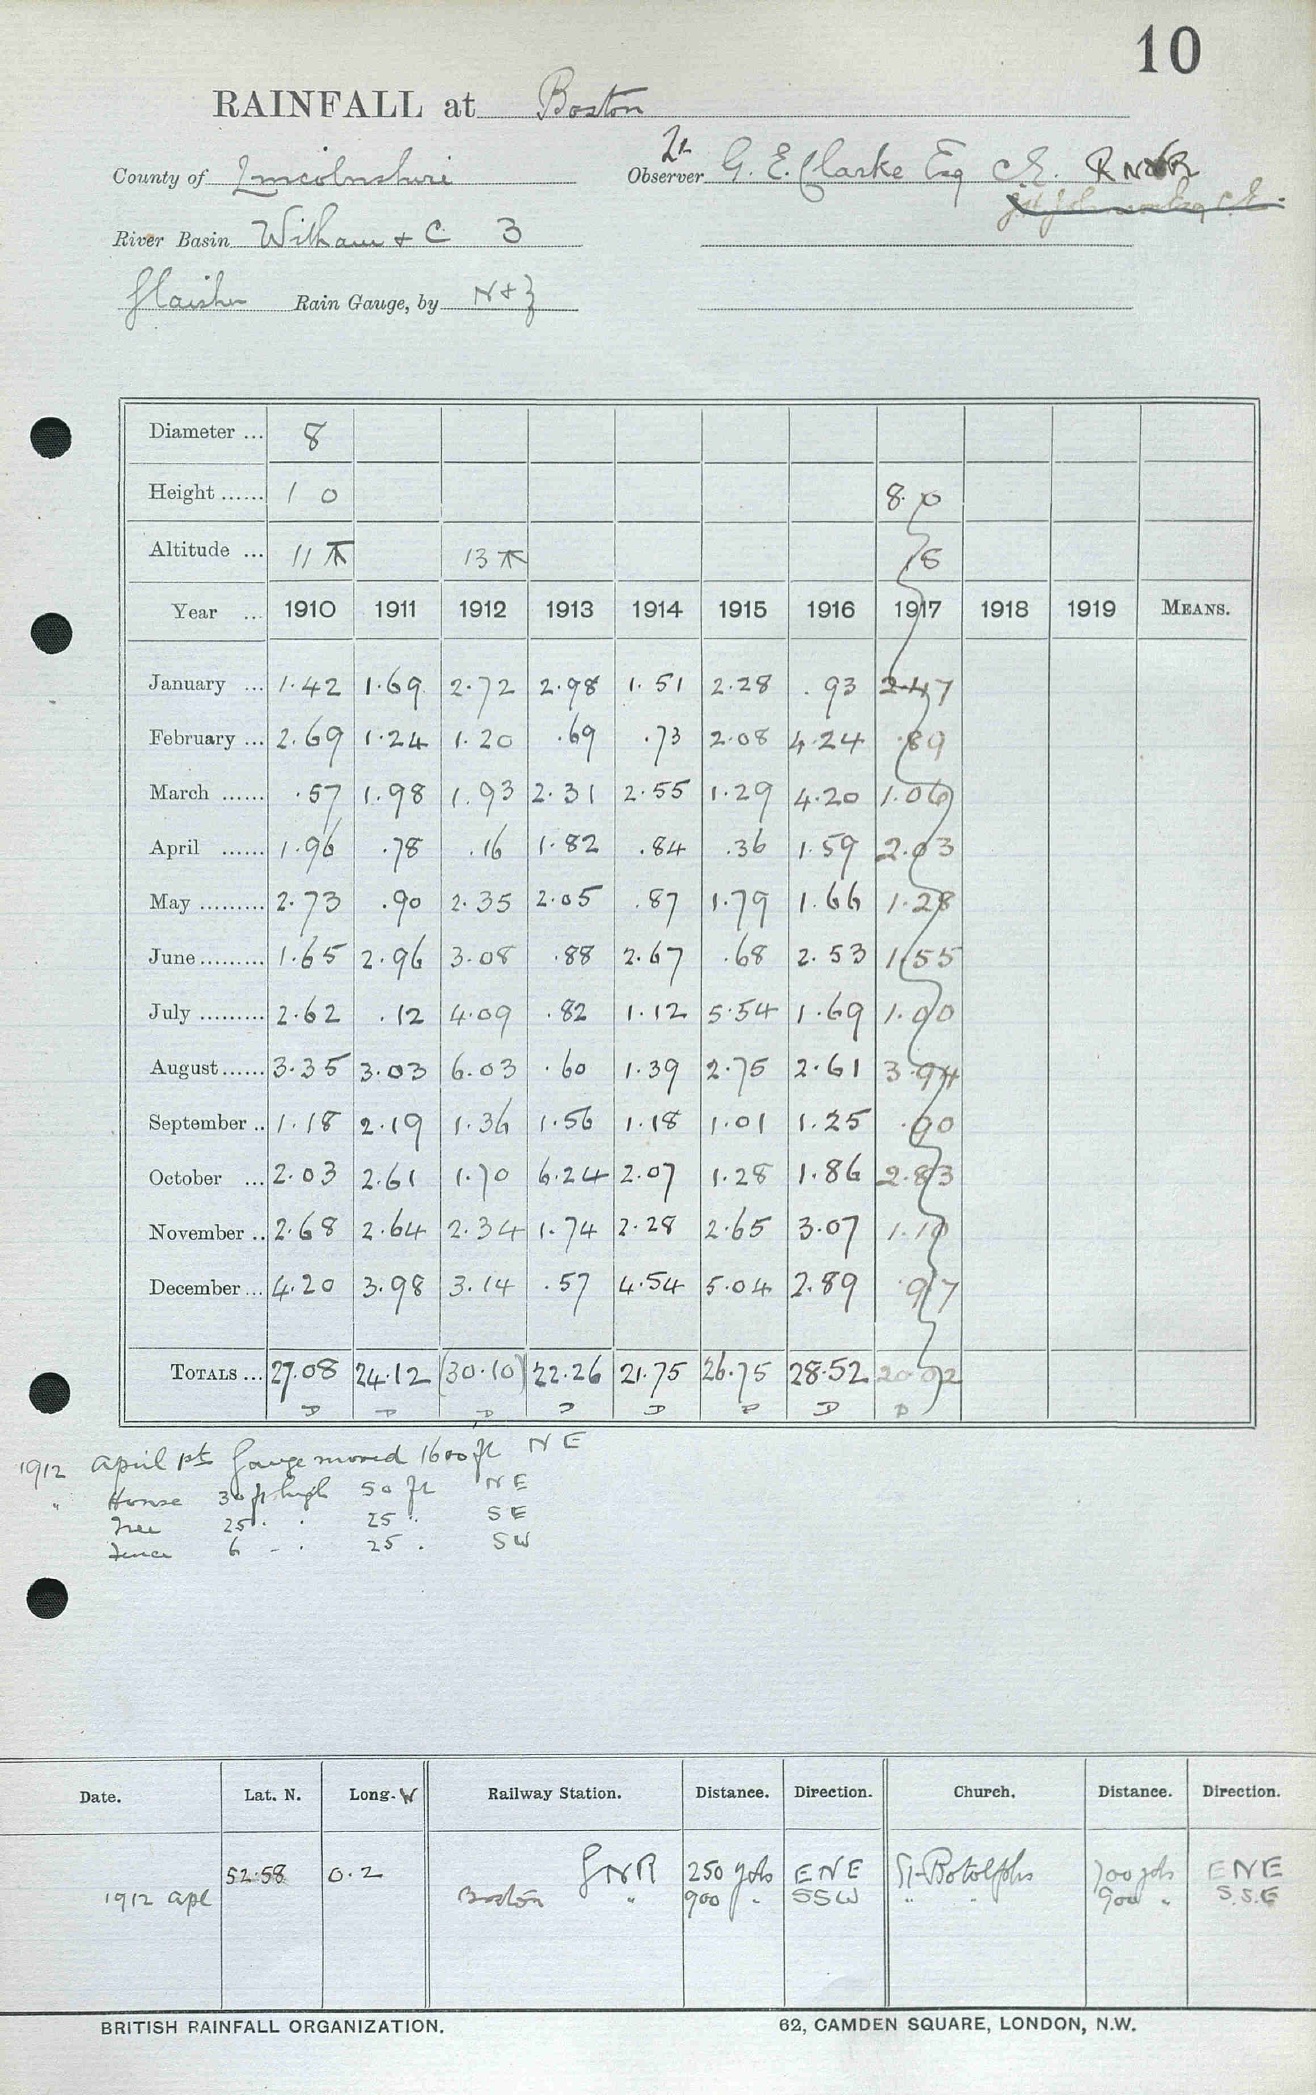 10
RAINFALL at Boston
County of Lincolnshire Observer G. E. Clarke Esq C.E.
River Basin Witham & C 3
Glaisher Rain Gauge, by N & Z
Diameter ... 8
Height ...... 1 0 8. 0
Altitude ... 11 13 8
Year ... 1910 1911 1912 1913 1914 1915 1916 1917 1918 1919 MEANS.
January ... 1.42 1.69 2.72 2.98 1.51 2.28 .93 2.47
February ... 2.69 1.24 1.20 .69 .73 2.08 4.24 .89
March ...... .57 1.98 1.93 2.31 2.55 1.29 4.20 1.06
April ...... 1.96 .78 .16 1.82 .84 .36 1.59 2.03
May ......... 2.73 .90 2.35 2.05 .87 1.79 1.66 1.28
June ......... 1.65 2.96 3.08 .88 2.67 .68 2.53 1.55
July ......... 2.62 .12 4.09 .82 1.12 5.54 1.69 1.00
August ...... 3.35 3.03 6.03 .60 1.39 2.75 2.61 3.94
September .. 1.18 2.19 1.36 1.56 1.18 1.01 1.25 .90
October ... 2.03 2.61 1.70 6.24 2.07 1.28 1.86 2.83
November .. 2.68 2.64 2.34 1.74 2.28 2.65 3.07 1.10
December ... 4.20 3.98 3.14 .57 4.54 5.04 2.89 .97
TOTALS ... 27.08 24.12 (30.10) 22.26 21.75 26.75 28.52 20.02
D D D D D D D D
1912 April 1st Gauge moved 1600 ft NE
" House 30 ft high 50 ft NE
Tree 25 " " 25 " SE
Fence 6 " " 25 " SW
Date. Lat. N. Long. W Railway Station. Distance. Direction. Church. Distance. Direction.
52.58 0.2 GNR 250 yds ENE St Botolphs 700 yds ENE
1912 Apl Boston " 900 " SSW " " 900 " S.S.E
BRITISH RAINFALL ORGANIZATION. 62, CAMDEN SQUARE, LONDON, N.W.